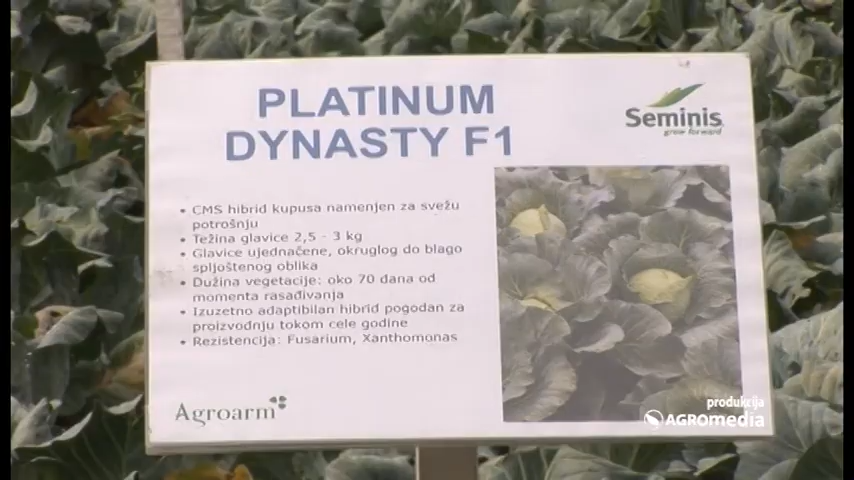 PLATINUM
DYNASTY F1
Seminis
grow forward
• CMS hibrid kupusa namenjen za svežu
potrošnju
• Težina glavice 2,5 - 3 kg
• Glavice ujednačene, okruglog do blago
spljoštenog oblika
• Dužina vegetacije: oko 70 dana od
momenta rasađivanja
• Izuzetno adaptibilan hibrid pogodan za
proizvodnju tokom cele godine
• Rezistencija: Fusarium, Xanthomonas
Agroarm
produkcija
AGROmedia